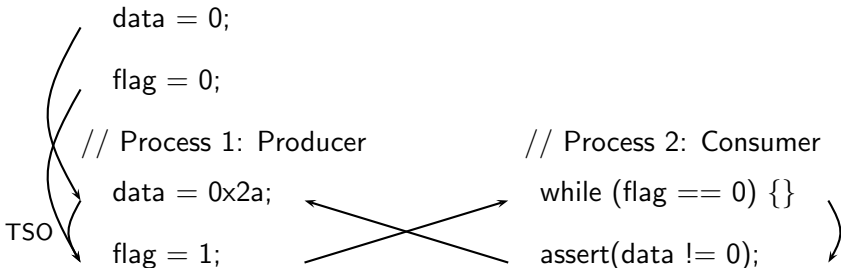 data = 0;
flag = 0;
// Process 1: Producer
data = 0x2a;
TSO
flag = 1;
// Process 2: Consumer
while (flag == 0) {}
assert(data != 0);